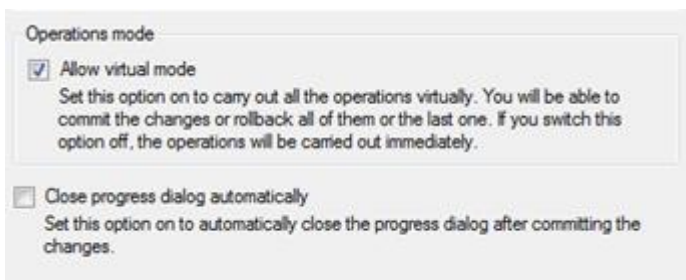 Operations mode
Allow virtual mode
Set this option on to carry out all the operations virtually. You will be able to
commit the changes or rollback all of them or the last one. If you switch this
option off, the operations will be carried out immediately.
Close progress dialog automatically
Set this option on to automatically close the progress dialog after committing the
changes.